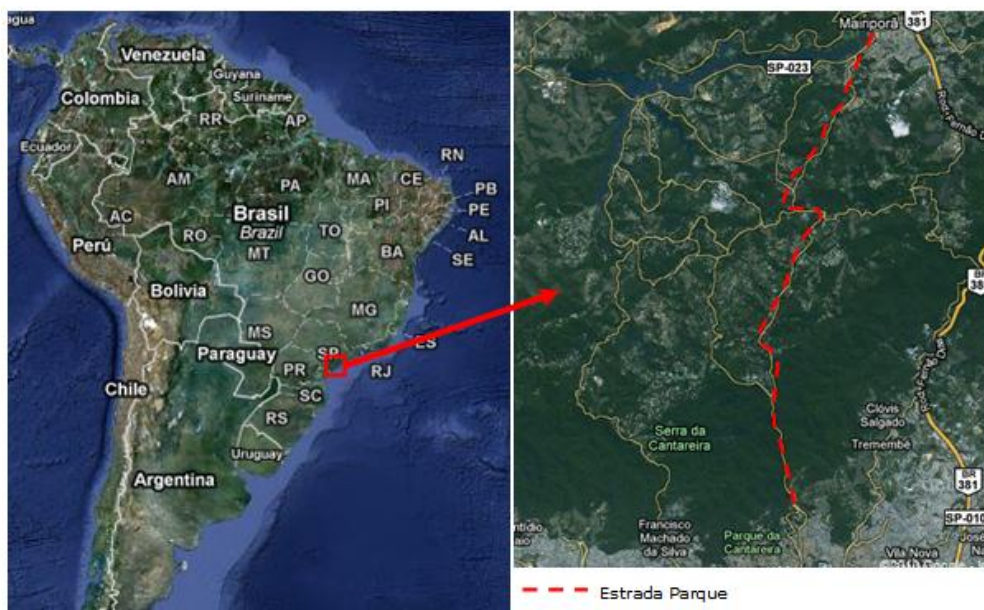 Venezuela
Guyana
Suriname
Colombia
RR
AP
Ecuador
AM
PA
MA
CE
RN
PB
PI
PE
AC
Brasil
Brazil
TO
AL
RO
Perú
MT
BA
SE
GO
Bolivia
MG
MS
ES
Paraguay
SP
PR
RJ
Chile
SC
RS
Uruguay
Argentina
Mairiporã
BR
381
SP-023
BR
Clóvis
Salgado
Serra da
Cantareira
Tremembé
BR
381
SP-010
Francisco
Machado
da Silva
Parque da
Cantareira
Vila Nova
Estrada Parque